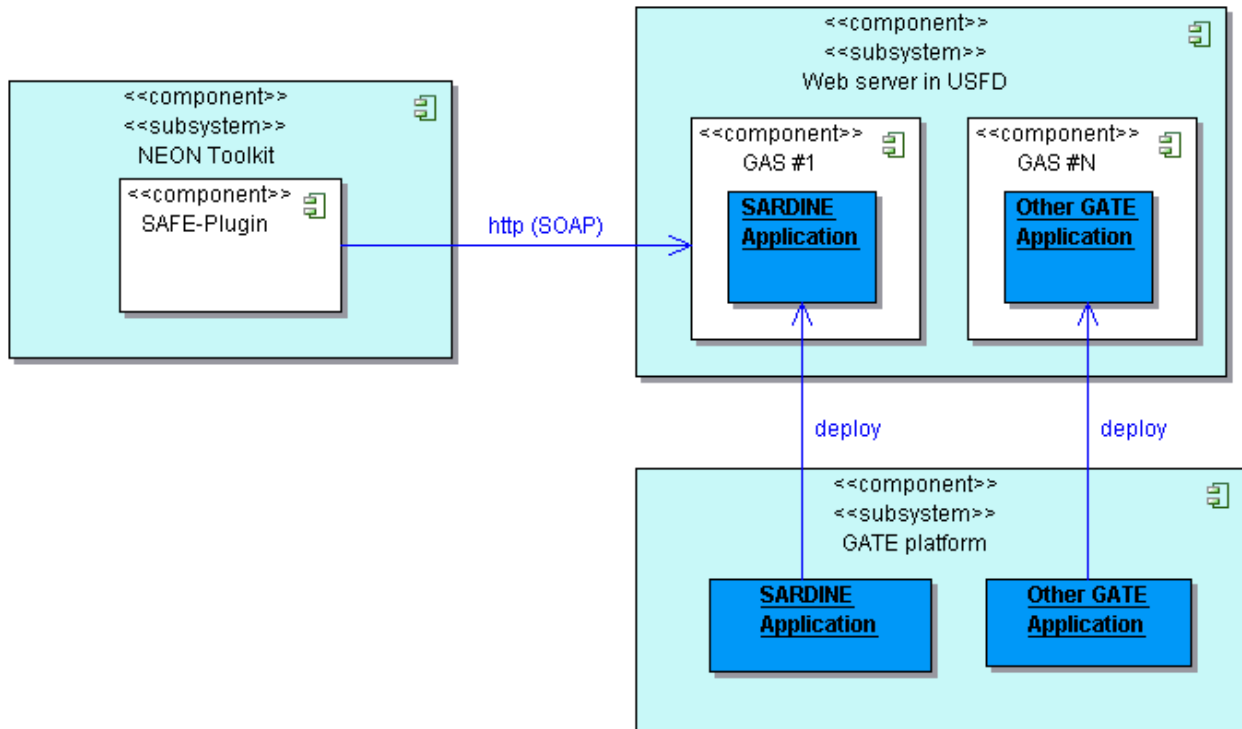 <<component>>
<<subsystem>>
NEON Toolkit
<<component>>
SAFE-Plugin
http (SOAP)
<<component>>
<<subsystem>>
Web server in USFD
<<component>>
GAS #1
SARDINE
Application
<<component>>
GAS #N
Other GATE
Application
deploy
deploy
<<component>>
<<subsystem>>
GATE platform
SARDINE
Application
Other GATE
Application